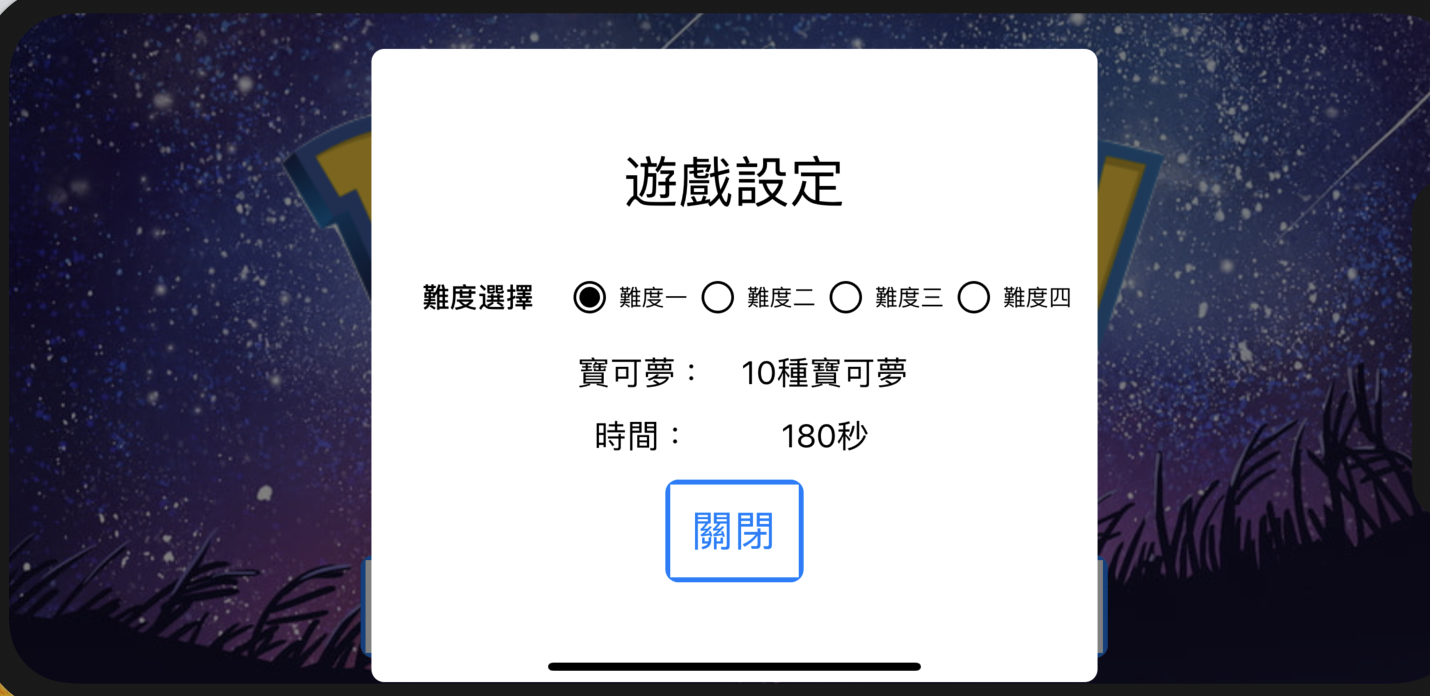 遊戲設定
難度選擇 難度一 難度二 難度三 難度四
寶可夢： 10種寶可夢
時間： 180秒
關閉